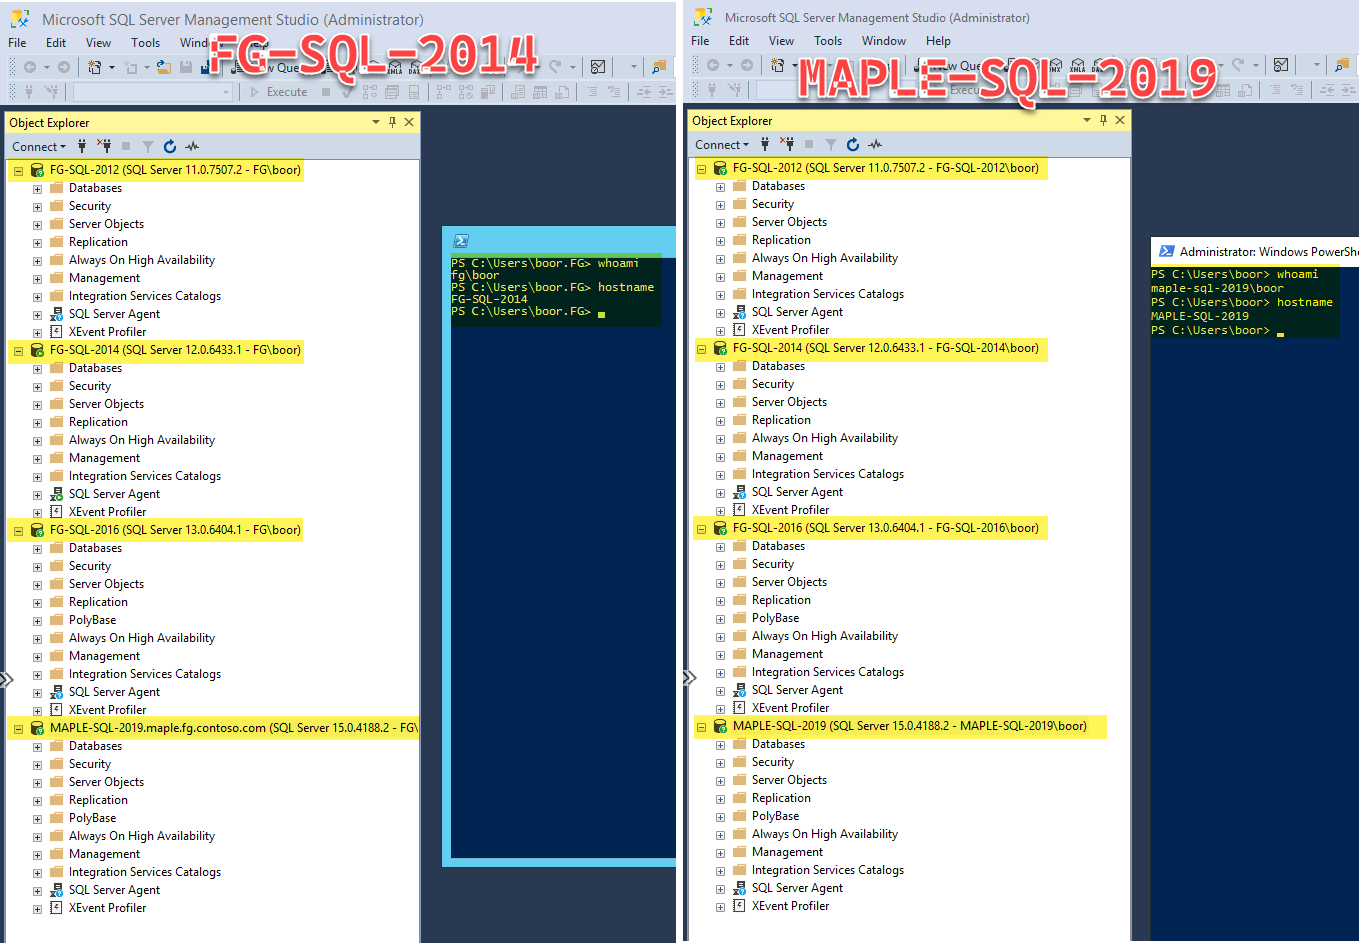 Microsoft SQL Server Management Studio (Administrator)
File Edit View Tools Window Help
FG-SQL-2014
Execute
Object Explorer
Connect
FG-SQL-2012 (SQL Server 11.0.7507.2 - FG\boor)
Databases
Security
Server Objects
Replication
Always On High Availability
Management
Integration Services Catalogs
SQL Server Agent
XEvent Profiler
FG-SQL-2014 (SQL Server 12.0.6433.1 - FG\boor)
Databases
Security
Server Objects
Replication
Always On High Availability
Management
Integration Services Catalogs
SQL Server Agent
XEvent Profiler
FG-SQL-2016 (SQL Server 13.0.6404.1 - FG\boor)
Databases
Security
Server Objects
Replication
PolyBase
Always On High Availability
Management
Integration Services Catalogs
SQL Server Agent
XEvent Profiler
MAPLE-SQL-2019.maple.fg.contoso.com (SQL Server 15.0.4188.2 - FG\
Databases
Security
Server Objects
Replication
PolyBase
Always On High Availability
Management
Integration Services Catalogs
SQL Server Agent
XEvent Profiler
PS C:\Users\boor.FG> whoami
fg\boor
PS C:\Users\boor.FG> hostname
FG-SQL-2014
PS C:\Users\boor.FG>
Microsoft SQL Server Management Studio (Administrator)
File Edit View Tools Window Help
MAPLE-SQL-2019
Object Explorer
Connect
FG-SQL-2012 (SQL Server 11.0.7507.2 - FG-SQL-2012\boor)
Databases
Security
Server Objects
Replication
Always On High Availability
Management
Integration Services Catalogs
SQL Server Agent
XEvent Profiler
FG-SQL-2014 (SQL Server 12.0.6433.1 - FG-SQL-2014\boor)
Databases
Security
Server Objects
Replication
Always On High Availability
Management
Integration Services Catalogs
SQL Server Agent
XEvent Profiler
FG-SQL-2016 (SQL Server 13.0.6404.1 - FG-SQL-2016\boor)
Databases
Security
Server Objects
Replication
PolyBase
Always On High Availability
Management
Integration Services Catalogs
SQL Server Agent
XEvent Profiler
MAPLE-SQL-2019 (SQL Server 15.0.4188.2 - MAPLE-SQL-2019\boor)
Databases
Security
Server Objects
Replication
PolyBase
Always On High Availability
Management
Integration Services Catalogs
SQL Server Agent
XEvent Profiler
Administrator: Windows PowerShe
PS C:\Users\boor> whoami
maple-sql-2019\boor
PS C:\Users\boor> hostname
MAPLE-SQL-2019
PS C:\Users\boor>